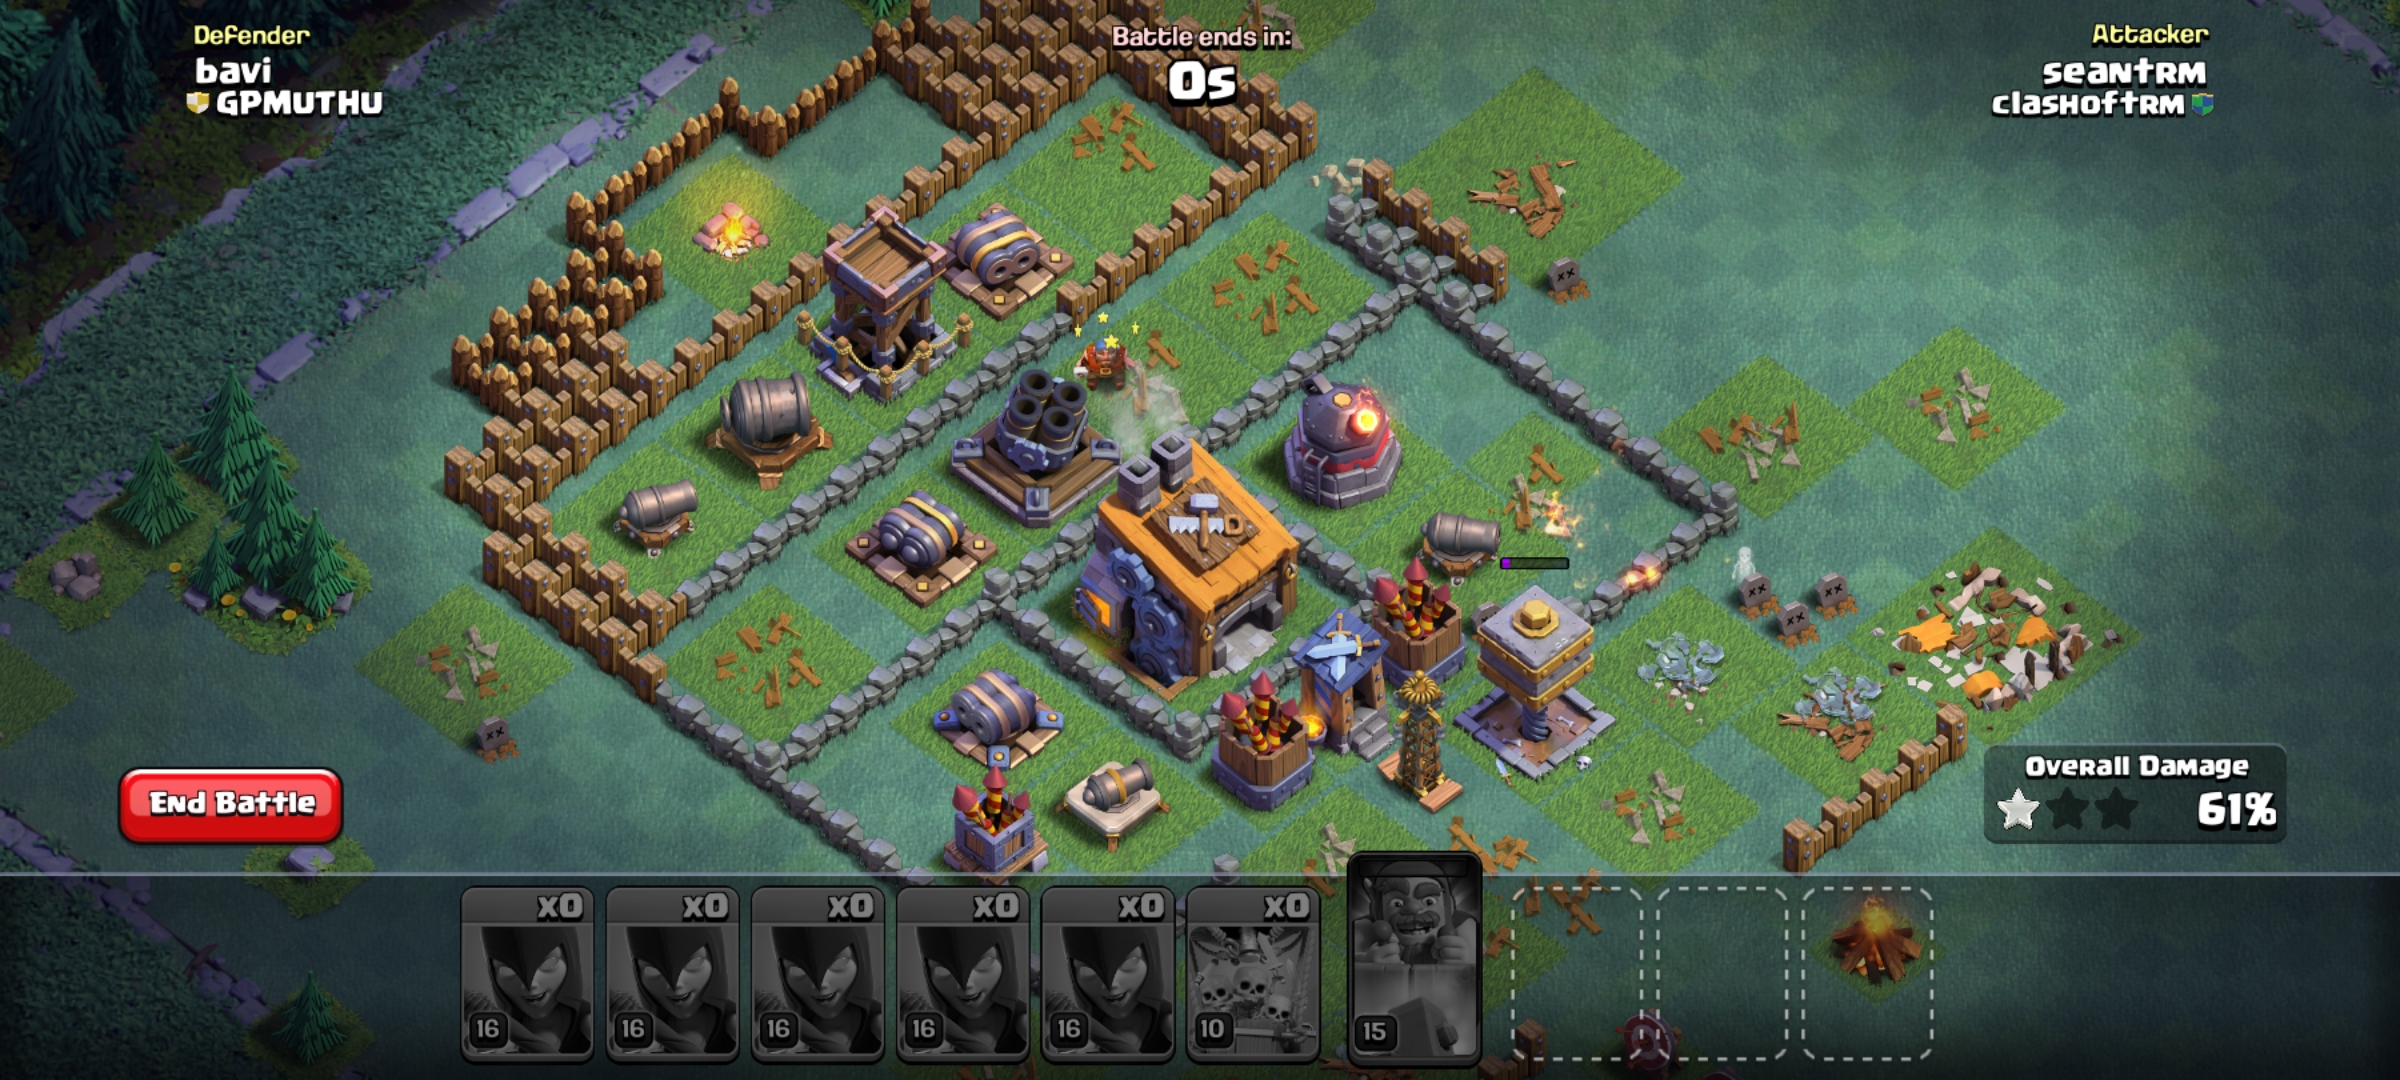 Defender
bavi
GPMUTHU
Battle ends in:
0s
Attacker
seantRM
clashoftRM
End Battle
Overall Damage
61%
x0
x0
x0
x0
x0
x0
16
16
16
16
16
10
15